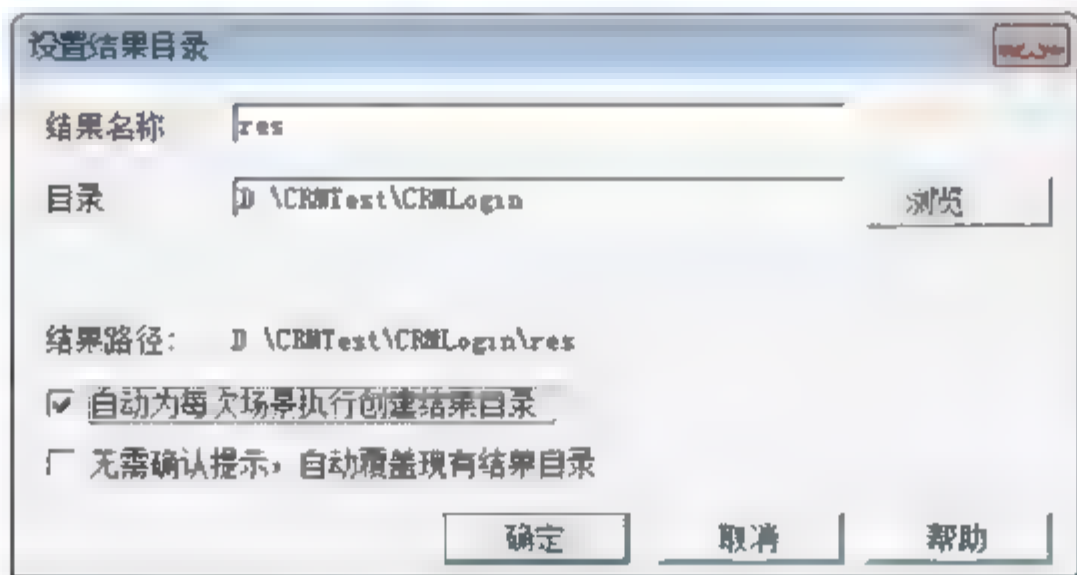 设置结果目录
结果名称 res
目录 D \CRMTest\CRMLogin 浏览
结果路径: D \CRMTest\CRMLogin\res
自动为每次场景执行创建结果目录
无需确认提示，自动覆盖现有结果目录
确定 取消 帮助